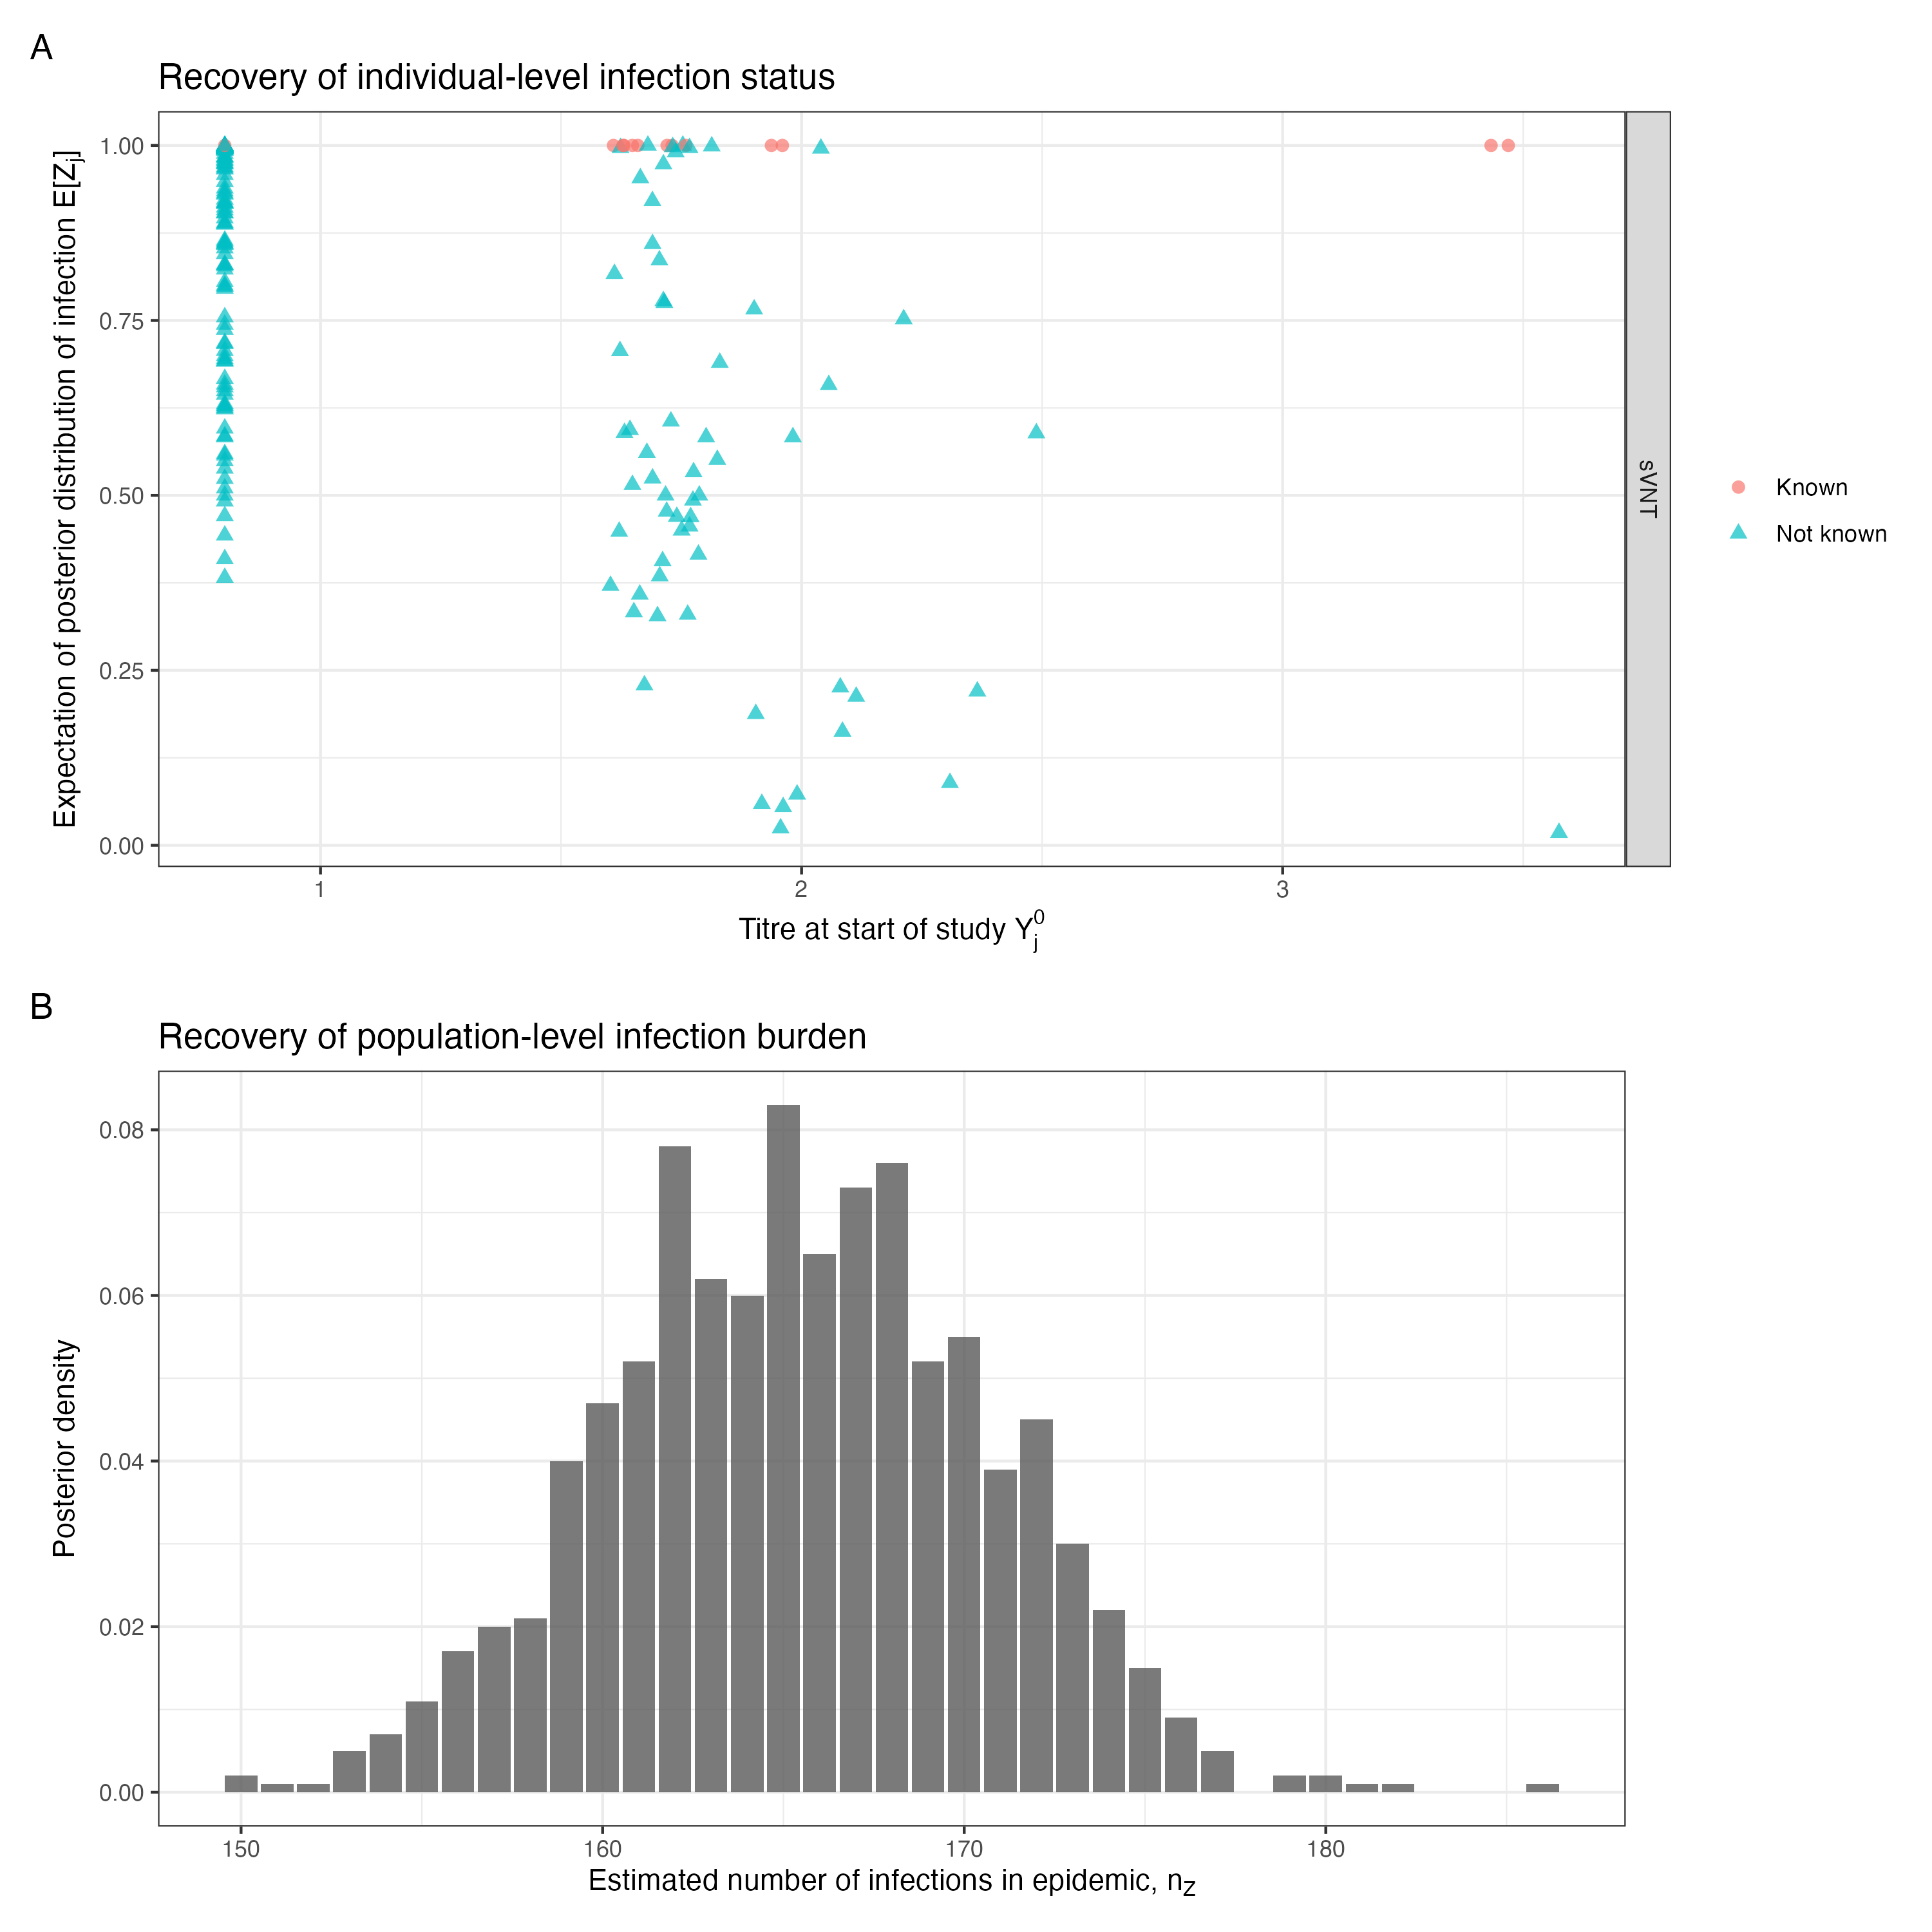 A
Recovery of individual-level infection status
Expectation of posterior distribution of infection E[Zj]
1.00
0.75
0.50
0.25
0.00
1 2 3
Titre at start of study Yj0
sVNT
Known
Not known
B
Recovery of population-level infection burden
Posterior density
0.08
0.06
0.04
0.02
0.00
150 160 170 180
Estimated number of infections in epidemic, nZ